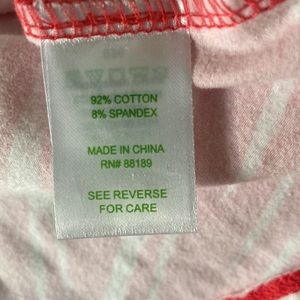 92% COTTON
8% SPANDEX
MADE IN CHINA
RN# 88189
SEE REVERSE
FOR CARE